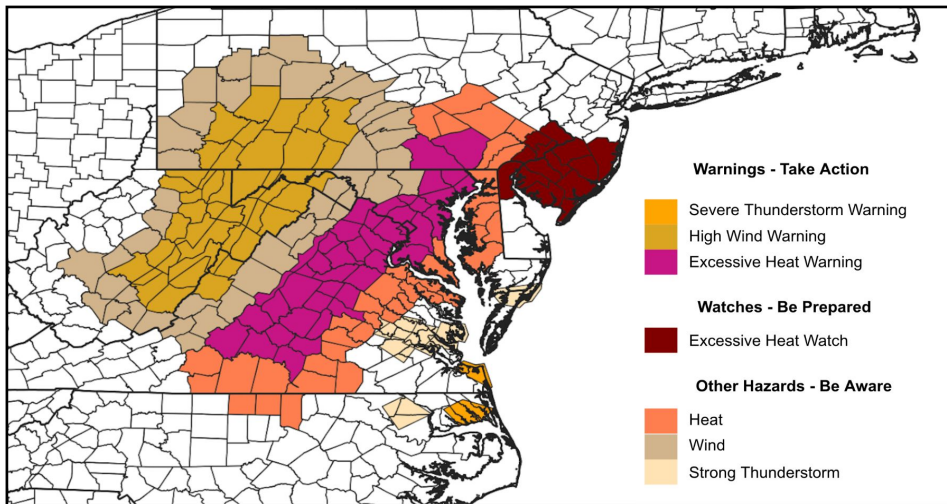 Warnings - Take Action
Severe Thunderstorm Warning
High Wind Warning
Excessive Heat Warning
Watches - Be Prepared
Excessive Heat Watch
Other Hazards - Be Aware
Heat
Wind
Strong Thunderstorm